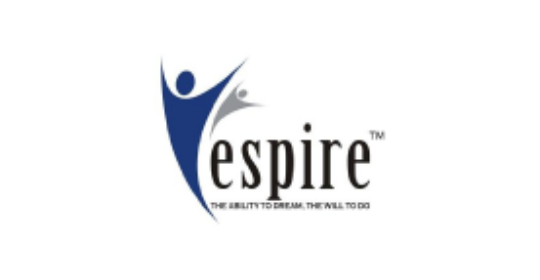 espire™
THE ABILITY TO DREAM, THE WILL TO DO